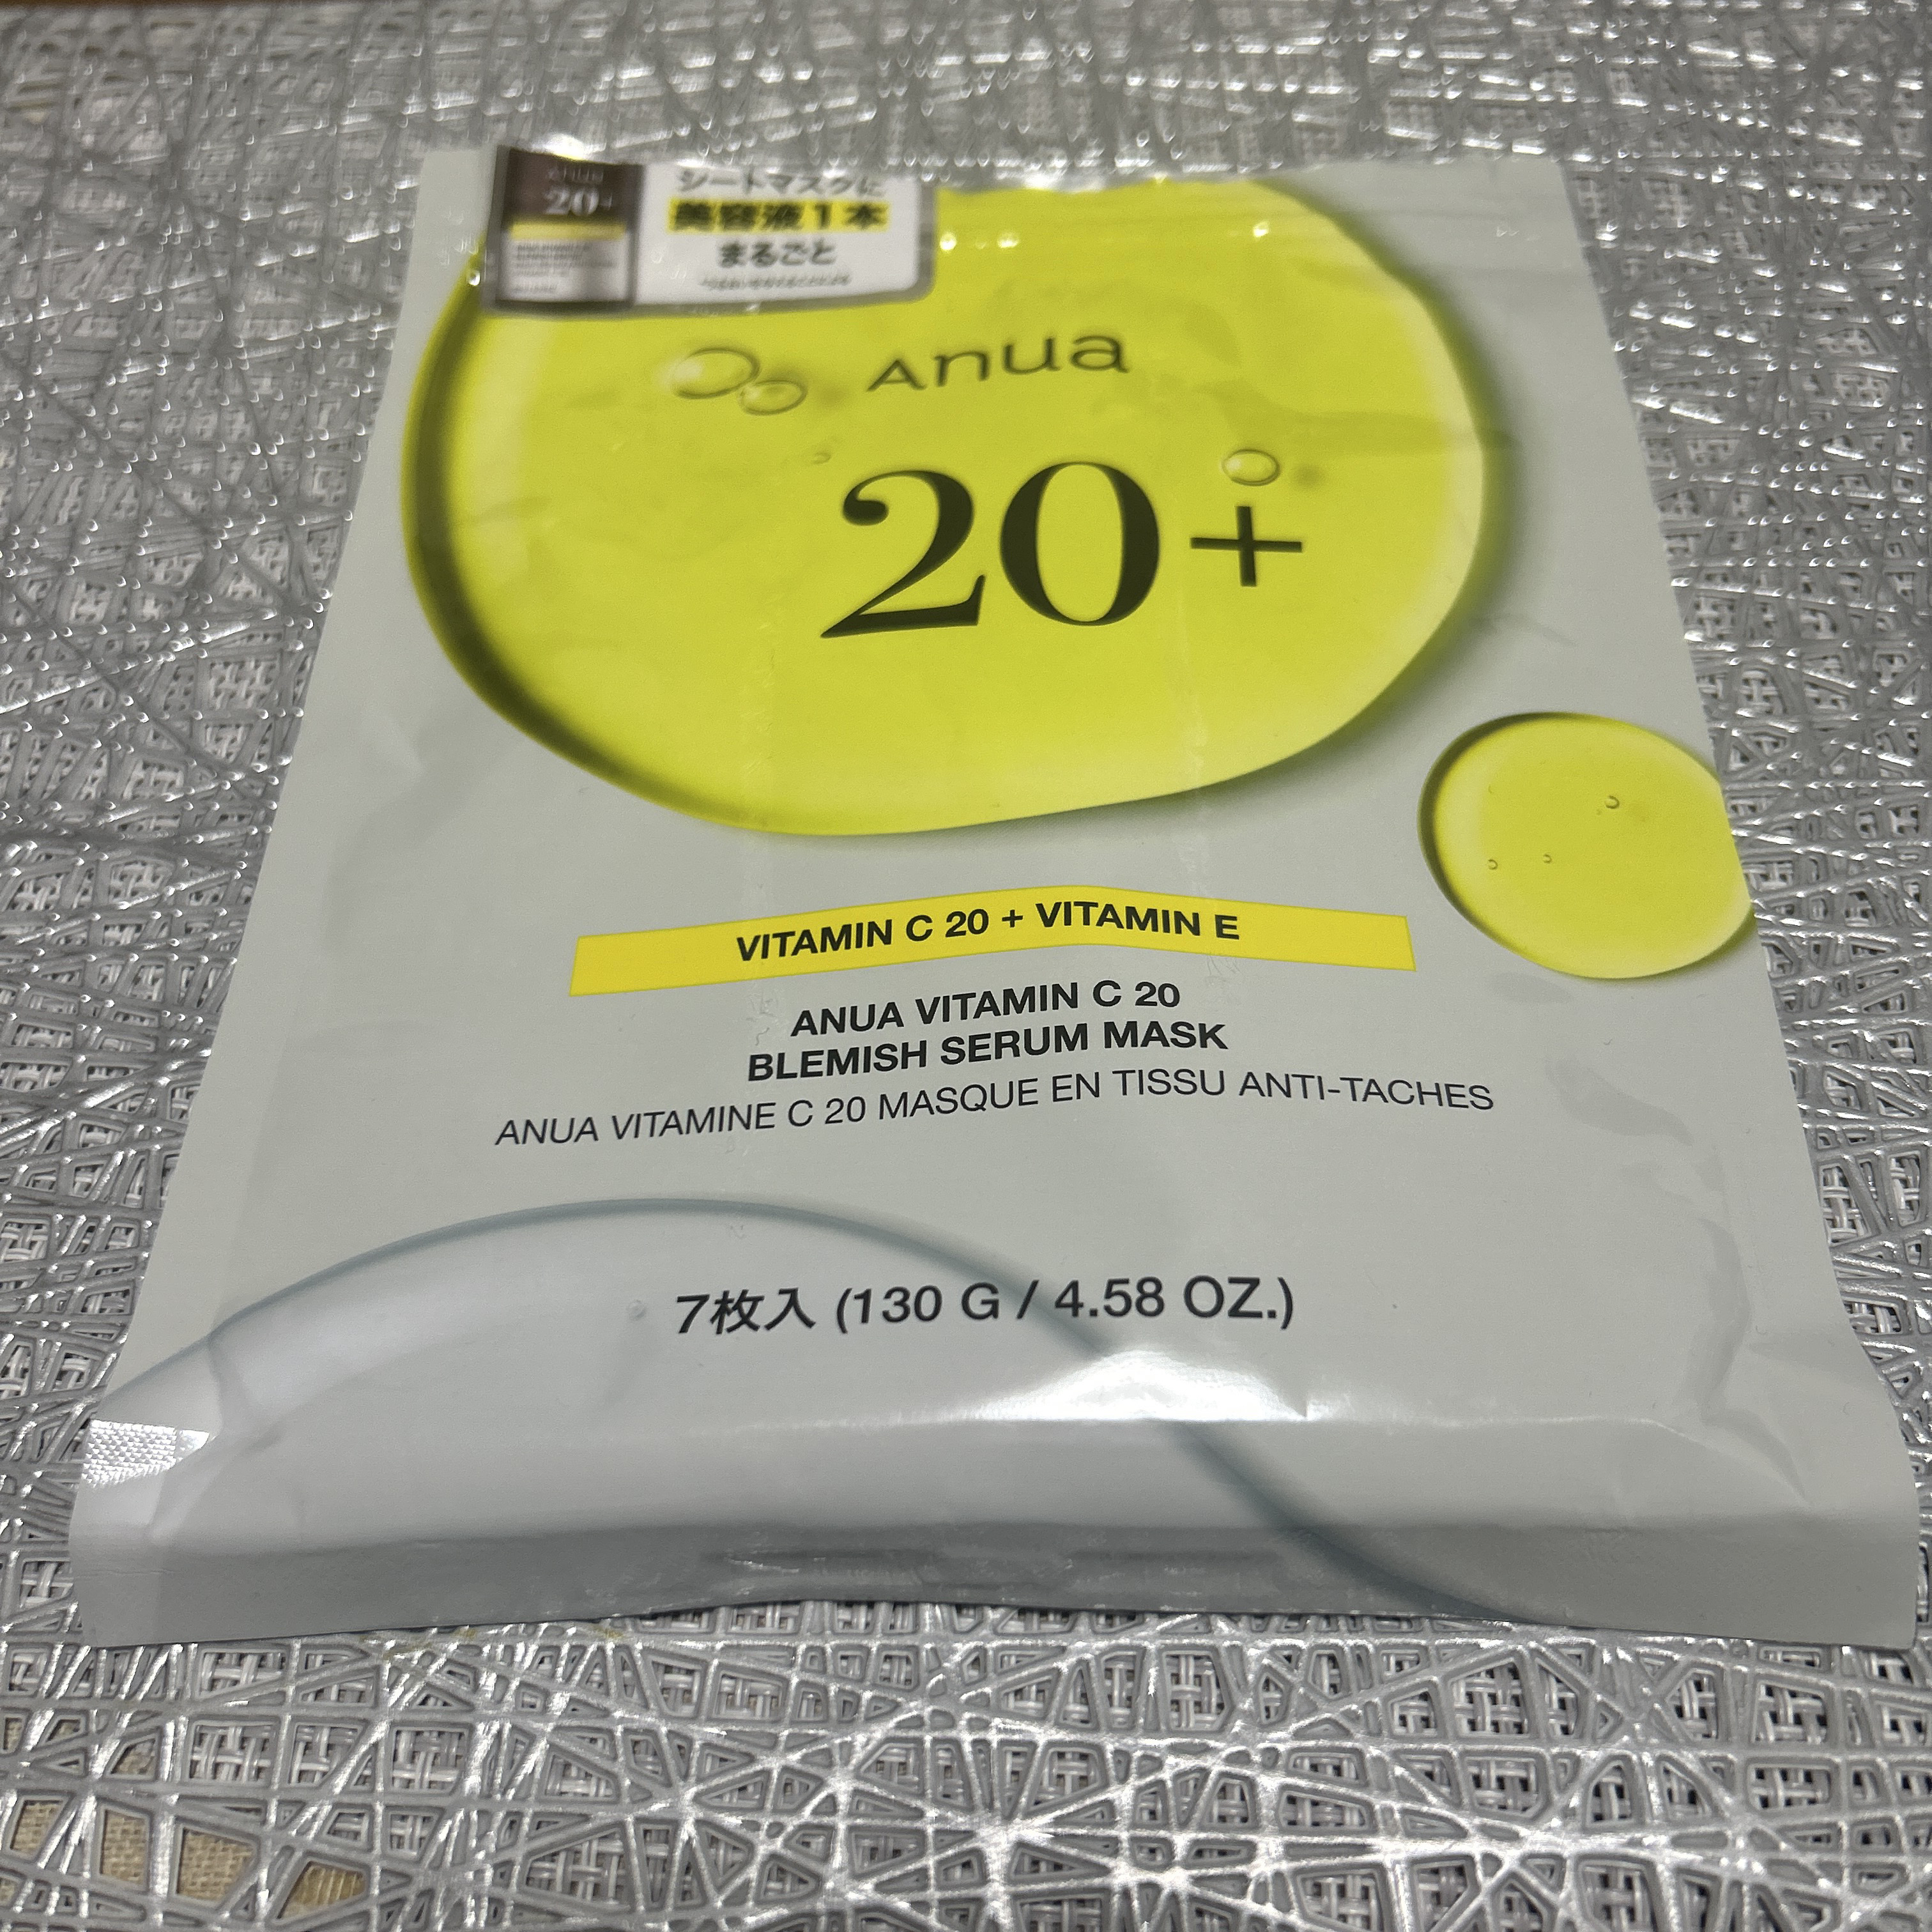 Anua
20+
シートマスクに
美容液1本
まるごと
Anua
20+
VITAMIN C 20 + VITAMIN E
ANUA VITAMIN C 20
BLEMISH SERUM MASK
ANUA VITAMINE C 20 MASQUE EN TISSU ANTI-TACHES
7枚入 (130 G / 4.58 OZ.)